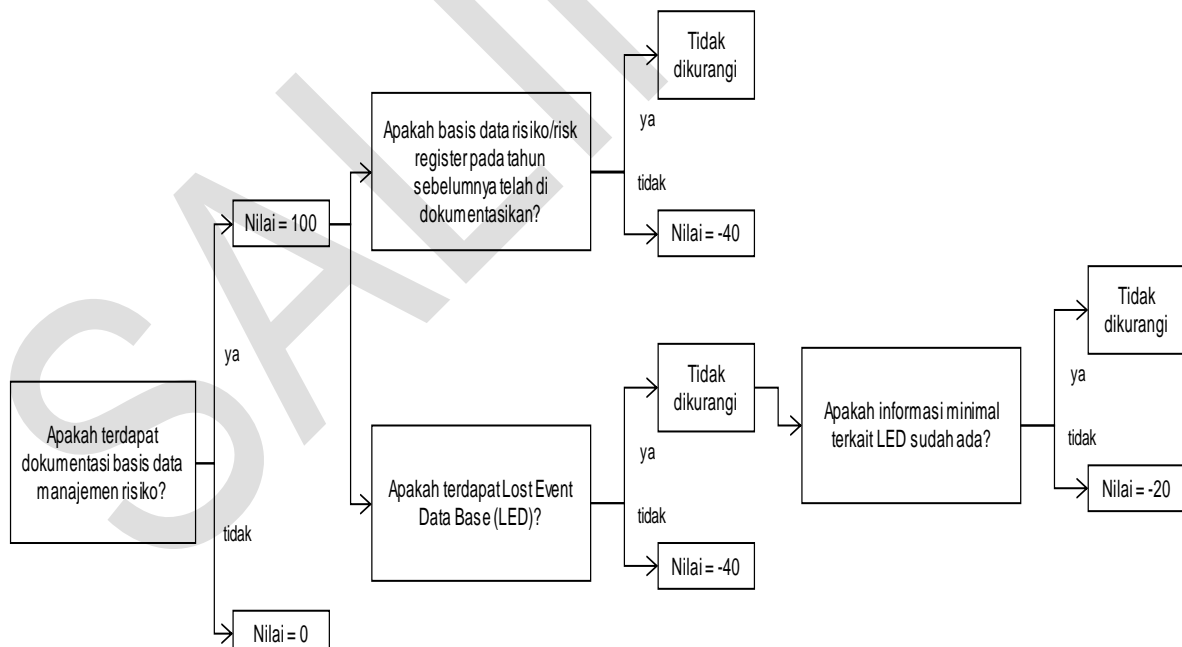 Apakah terdapat
dokumentasi basis data
manajemen risiko?
ya
tidak
Nilai = 100
Nilai = 0
Apakah basis data risiko/risk
register pada tahun
sebelumnya telah di
dokumentasikan?
ya
tidak
Tidak
dikurangi
Nilai = -40
Apakah terdapat Lost Event
Data Base (LED)?
ya
tidak
Tidak
dikurangi
Nilai = -40
Apakah informasi minimal
terkait LED sudah ada?
ya
tidak
Tidak
dikurangi
Nilai = -20